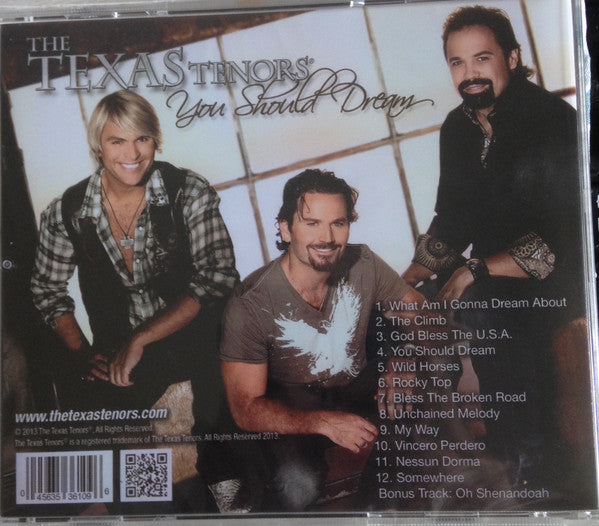 THE
TEXAS TENORS®
You Should Dream
1. What Am I Gonna Dream About
2. The Climb
3. God Bless The U.S.A.
4. You Should Dream
5. Wild Horses
6. Rocky Top
7. Bless The Broken Road
8. Unchained Melody
9. My Way
10. Vincero Perdero
11. Nessun Dorma
12. Somewhere
Bonus Track: Oh Shenandoah
www.thetexastenors.com
© 2013 The Texas Tenors, All Rights Reserved.
The Texas Tenors® is a registered trademark of The Texas Tenors. All Rights Reserved 2013.
0 45635 36109 6